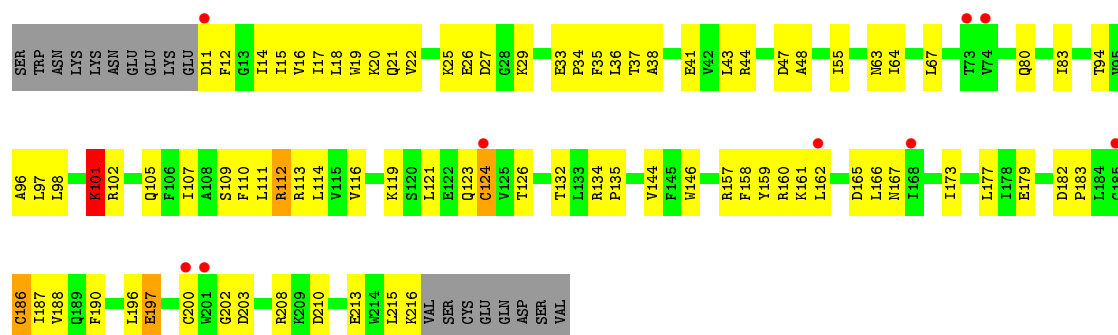 SER TRP ASN LYS LYS ASN GLU GLU LYS GLU D11 F12 G13 I14 I15 V16 I17 L18 W19 K20 Q21 V22 K25 E26 D27 G28 K29 E33 P34 F35 L36 T37 A38 E41 V42 L43 R44 D47 A48 I55 N63 I64 L67 T73 V74 Q80 I83 T94 V95
A96 L97 L98 K101 R102 Q105 F106 I107 A108 S109 F110 L111 R112 R113 L114 V115 V116 K119 S120 L121 E122 Q123 C124 V125 T126 T132 L133 R134 P135 V144 F145 W146 R157 F158 Y159 R160 K161 L162 D165 L166 N167 I168 I173 L177 I178 E179 D182 P183 L184 C185
C186 I187 V188 Q189 F190 L196 E197 C200 W201 G202 D203 R208 K209 D210 E213 W214 L215 K216 VAL SER CYS GLU GLN ASP SER VAL